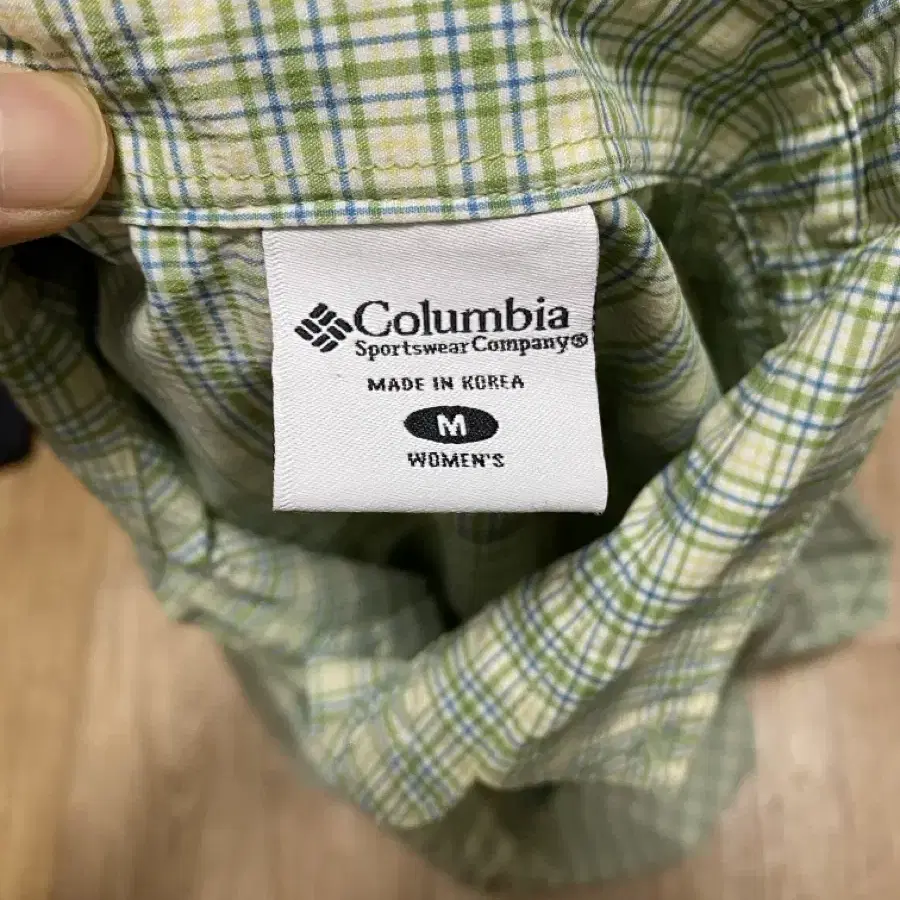 Columbia
Sportswear Company®
MADE IN KOREA
M
WOMEN'S